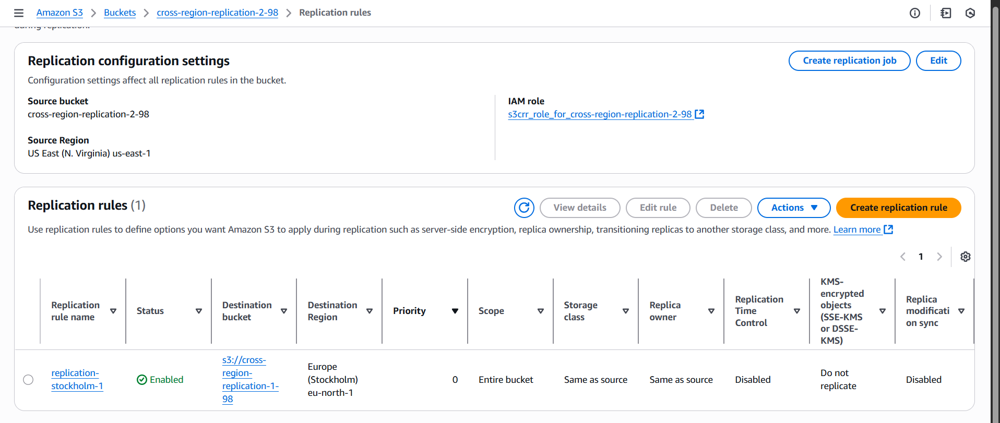 Amazon S3 > Buckets > cross-region-replication-2-98 > Replication rules
during replication.
Replication configuration settings
Create replication job
Edit
Configuration settings affect all replication rules in the bucket.
Source bucket
cross-region-replication-2-98
Source Region
US East (N. Virginia) us-east-1
IAM role
s3crr_role_for_cross-region-replication-2-98
Replication rules (1)
View details
Edit rule
Delete
Actions
Create replication rule
Use replication rules to define options you want Amazon S3 to apply during replication such as server-side encryption, replica ownership, transitioning replicas to another storage class, and more. Learn more
1
Replication
rule name
Status
Destination
bucket
Destination
Region
Priority
Scope
Storage
class
Replica
owner
Replication
Time
Control
KMS-
encrypted
objects
(SSE-KMS
or DSSE-
KMS)
Replica
modificati
on sync
replication-
stockholm-1
Enabled
s3://cross-
region-
replication-1-
98
Europe
(Stockholm)
eu-north-1
0
Entire bucket
Same as source
Same as source
Disabled
Do not
replicate
Disabled